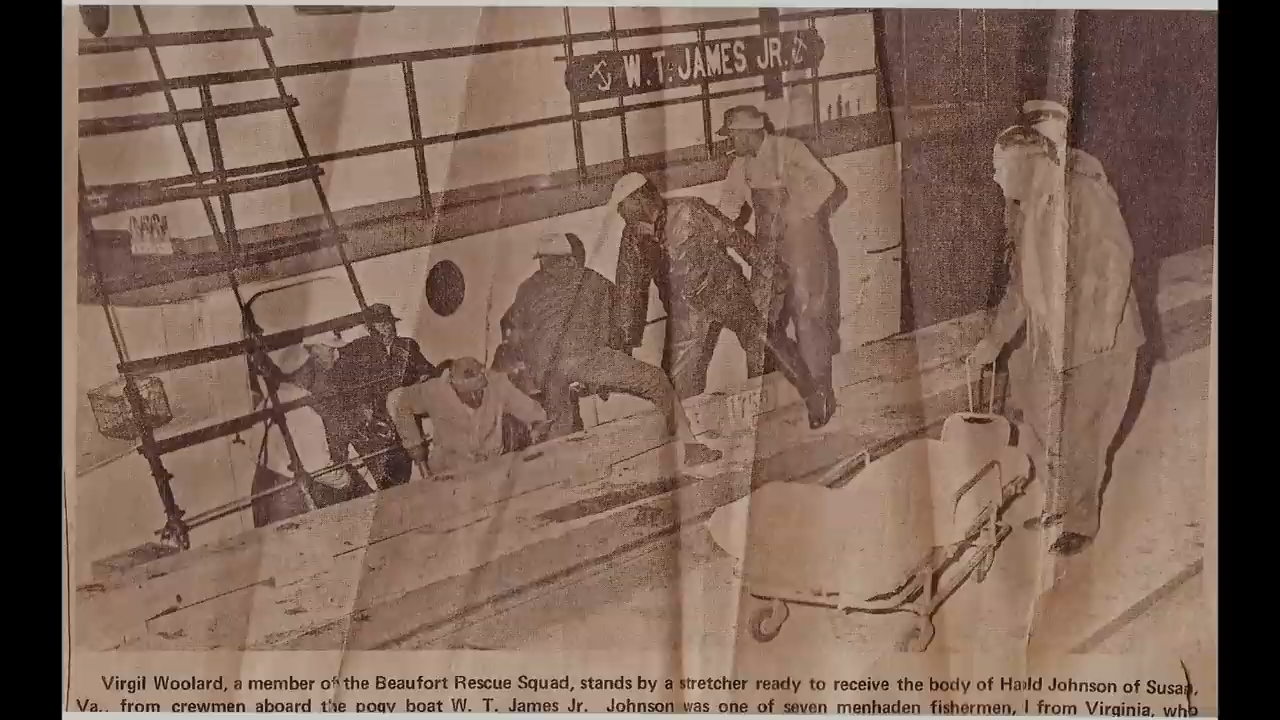 W.T. JAMES JR.
Virgil Woolard, a member of the Beaufort Rescue Squad, stands by a stretcher ready to receive the body of Harold Johnson of Susan,
Va., from crewmen aboard the pogy boat W. T. James Jr. Johnson was one of seven menhaden fishermen, l from Virginia, who